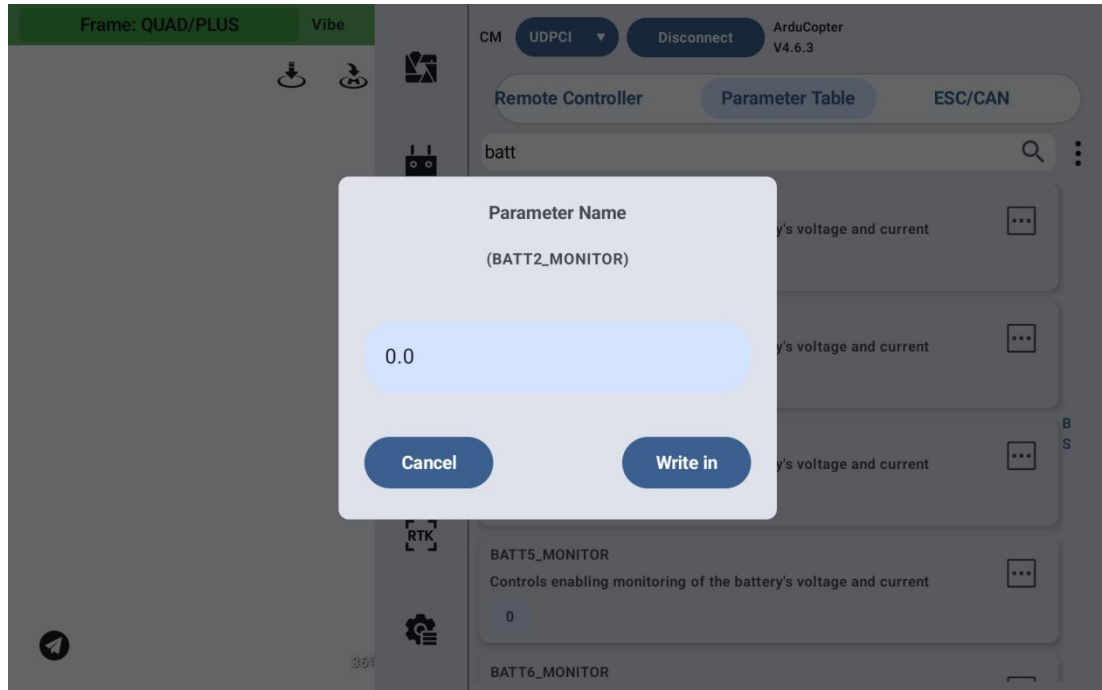 Frame: QUAD/PLUS Vibe
CM UDPCI Disconnect ArduCopter
V4.6.3
Remote Controller Parameter Table ESC/CAN
batt
Parameter Name
(BATT2_MONITOR)
0.0
Cancel Write in
y's voltage and current
y's voltage and current
y's voltage and current
B
S
RTK
BATT5_MONITOR
Controls enabling monitoring of the battery's voltage and current
0
BATT6_MONITOR